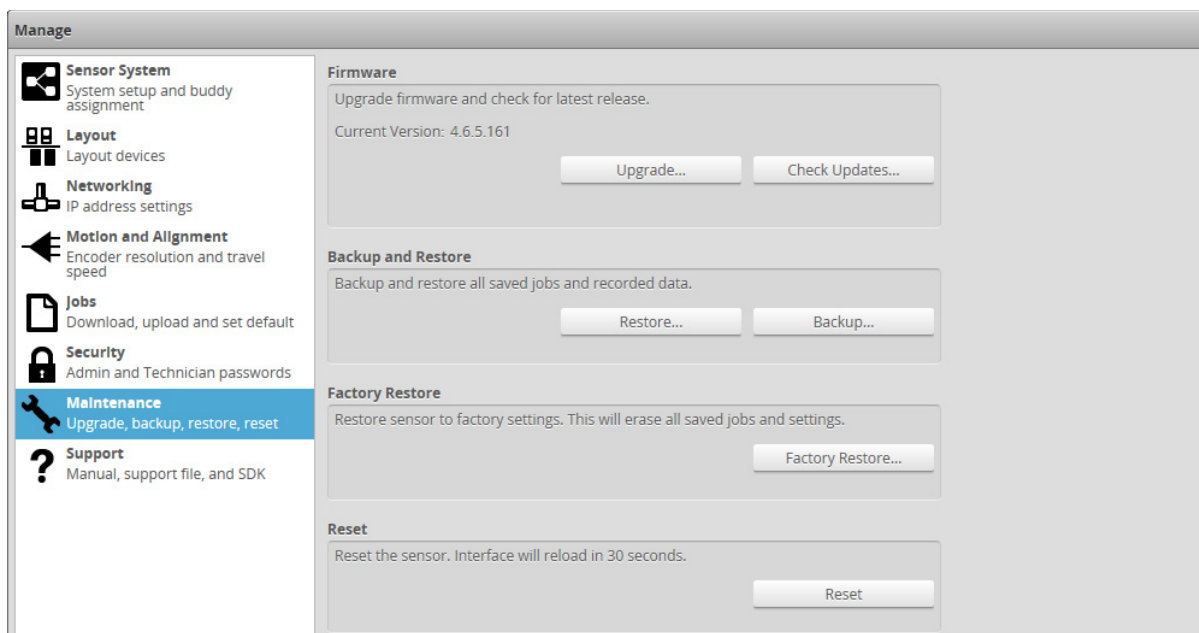 Manage
Sensor System
System setup and buddy
assignment
Layout
Layout devices
Networking
IP address settings
Motion and Alignment
Encoder resolution and travel
speed
Jobs
Download, upload and set default
Security
Admin and Technician passwords
Maintenance
Upgrade, backup, restore, reset
Support
Manual, support file, and SDK
Firmware
Upgrade firmware and check for latest release.
Current Version: 4.6.5.161
Upgrade... Check Updates...
Backup and Restore
Backup and restore all saved jobs and recorded data.
Restore... Backup...
Factory Restore
Restore sensor to factory settings. This will erase all saved jobs and settings.
Factory Restore...
Reset
Reset the sensor. Interface will reload in 30 seconds.
Reset